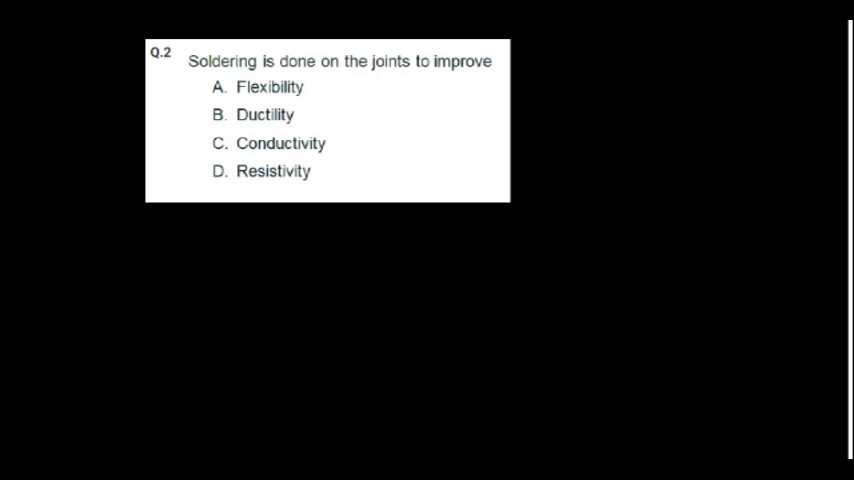 Q.2 Soldering is done on the joints to improve
A. Flexibility
B. Ductility
C. Conductivity
D. Resistivity